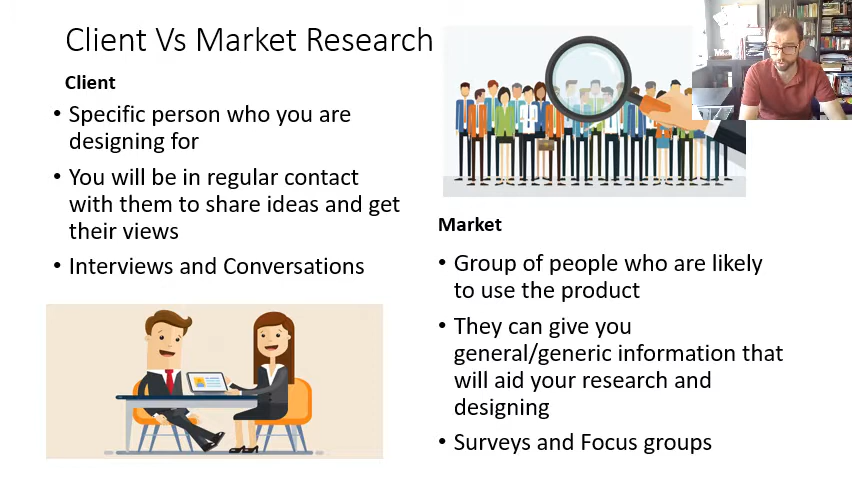 Client Vs Market Research
Client
• Specific person who you are
designing for
• You will be in regular contact
with them to share ideas and get
their views
• Interviews and Conversations
Market
• Group of people who are likely
to use the product
• They can give you
general/generic information that
will aid your research and
designing
• Surveys and Focus groups